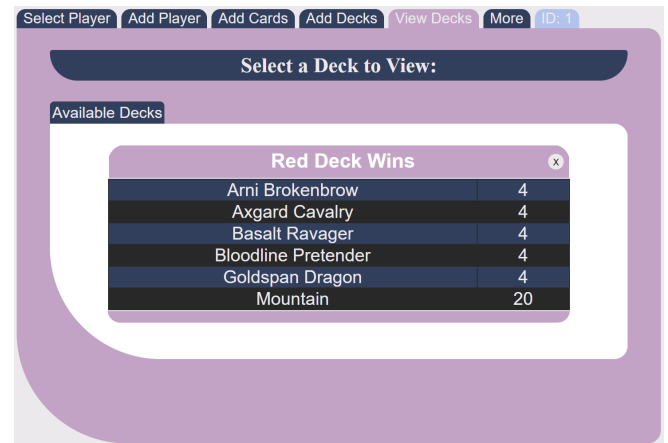 Select Player Add Player Add Cards Add Decks View Decks More ID: 1
Select a Deck to View:
Available Decks
Red Deck Wins x
Arni Brokenbrow 4
Axgard Cavalry 4
Basalt Ravager 4
Bloodline Pretender 4
Goldspan Dragon 4
Mountain 20